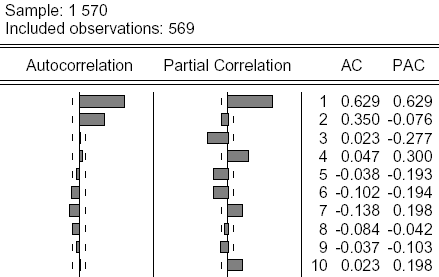 Sample: 1 570
Included observations: 569
Autocorrelation Partial Correlation AC PAC
1 0.629 0.629
2 0.350 -0.076
3 0.023 -0.277
4 0.047 0.300
5 -0.038 -0.193
6 -0.102 -0.194
7 -0.138 0.198
8 -0.084 -0.042
9 -0.037 -0.103
10 0.023 0.198